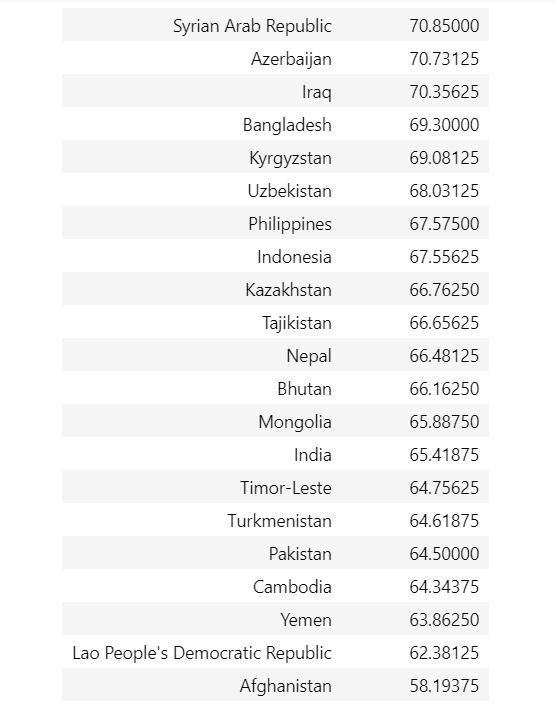 Syrian Arab Republic 70.85000
Azerbaijan 70.73125
Iraq 70.35625
Bangladesh 69.30000
Kyrgyzstan 69.08125
Uzbekistan 68.03125
Philippines 67.57500
Indonesia 67.55625
Kazakhstan 66.76250
Tajikistan 66.65625
Nepal 66.48125
Bhutan 66.16250
Mongolia 65.88750
India 65.41875
Timor-Leste 64.75625
Turkmenistan 64.61875
Pakistan 64.50000
Cambodia 64.34375
Yemen 63.86250
Lao People's Democratic Republic 62.38125
Afghanistan 58.19375